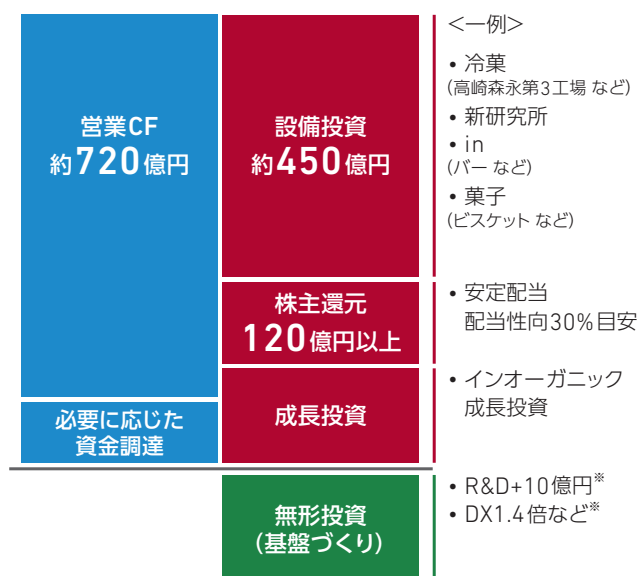 営業CF
約720億円
必要に応じた
資金調達
設備投資
約450億円
株主還元
120億円以上
成長投資
無形投資
(基盤づくり)
<一例>
• 冷菓
(高崎森永第3工場 など)
• 新研究所
• in
(バー など)
• 菓子
(ビスケット など)
• 安定配当
配当性向30%目安
• インオーガニック
成長投資
• R&D+10億円※
• DX1.4倍など※